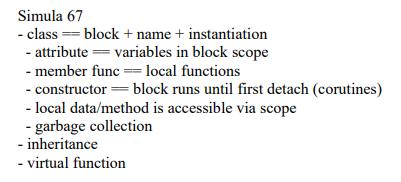 Simula 67
- class == block + name + instantiation
- attribute == variables in block scope
- member func == local functions
- constructor == block runs until first detach (corutines)
- local data/method is accessible via scope
- garbage collection
- inheritance
- virtual function